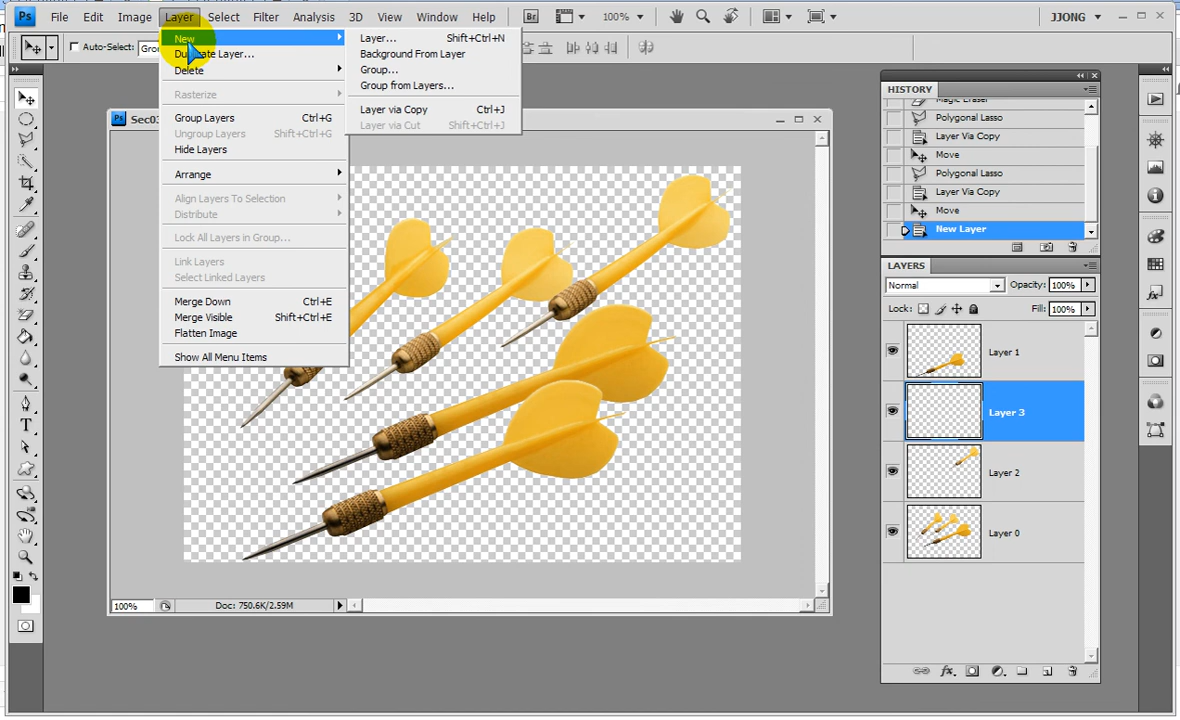 Ps File Edit Image Layer Select Filter Analysis 3D View Window Help Br 100% JJONG
Auto-Select:
New
Layer... Shift+Ctrl+N
Duplicate Layer...
Background From Layer
Delete
Group...
Group from Layers...
Rasterize
Layer via Copy Ctrl+J
Group Layers Ctrl+G
Layer via Cut Shift+Ctrl+J
Ungroup Layers Shift+Ctrl+G
Hide Layers
Arrange
Align Layers To Selection
Distribute
Lock All Layers in Group...
Link Layers
Select Linked Layers
Merge Down Ctrl+E
Merge Visible Shift+Ctrl+E
Flatten Image
Show All Menu Items
100% Doc: 750.6K/2.59M
HISTORY
Magic Eraser
Polygonal Lasso
Layer Via Copy
Move
Polygonal Lasso
Layer Via Copy
Move
New Layer
LAYERS
Normal Opacity: 100%
Lock: Fill: 100%
Layer 1
Layer 3
Layer 2
Layer 0